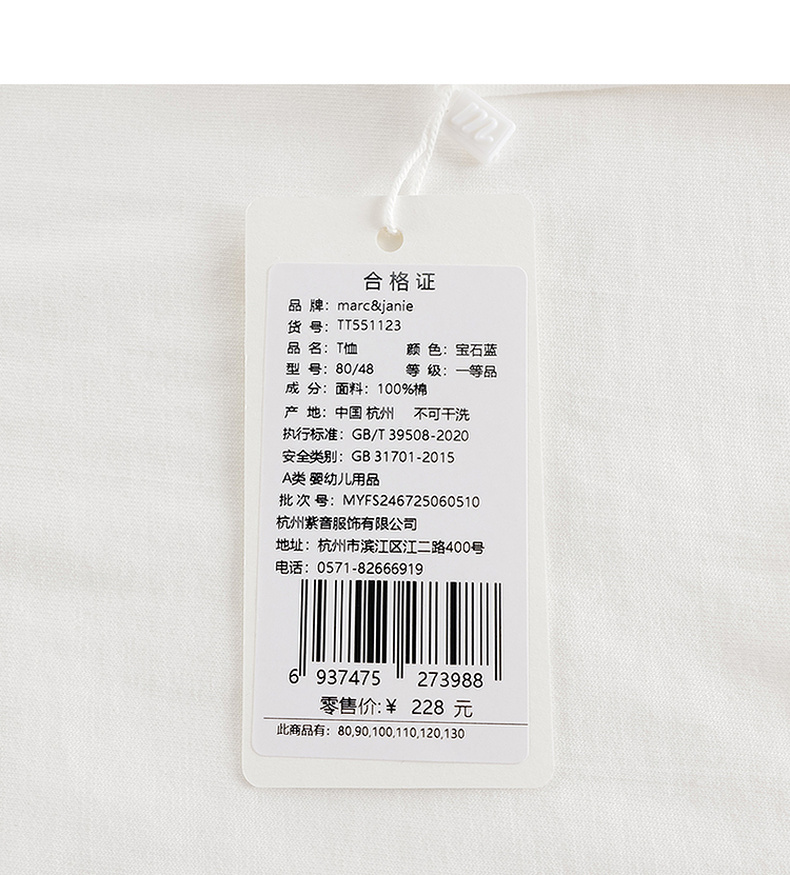 m
合格证
品 牌：marc&janie
货 号：TT551123
品 名：T恤 颜 色：宝石蓝
型 号：80/48 等 级：一等品
成 分：面料：100%棉
产 地：中国 杭州 不可干洗
执行标准：GB/T 39508-2020
安全类别：GB 31701-2015
A类 婴幼儿用品
批 次 号：MYFS246725060510
杭州紫音服饰有限公司
地址：杭州市滨江区江二路400号
电话：0571-82666919
6 937475 273988
零售价:¥ 228 元
此商品有：80,90,100,110,120,130